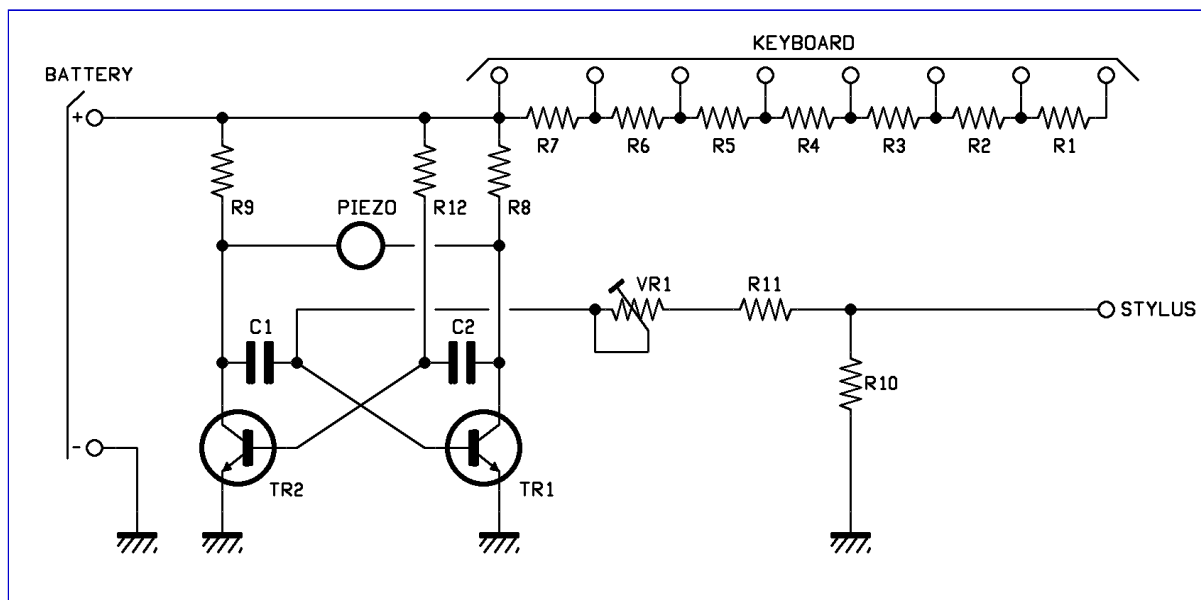 KEYBOARD
BATTERY
+
R7 R6 R5 R4 R3 R2 R1
R9 PIEZO R12 R8
VR1 R11
STYLUS
C1 C2
R10
-
TR2 TR1